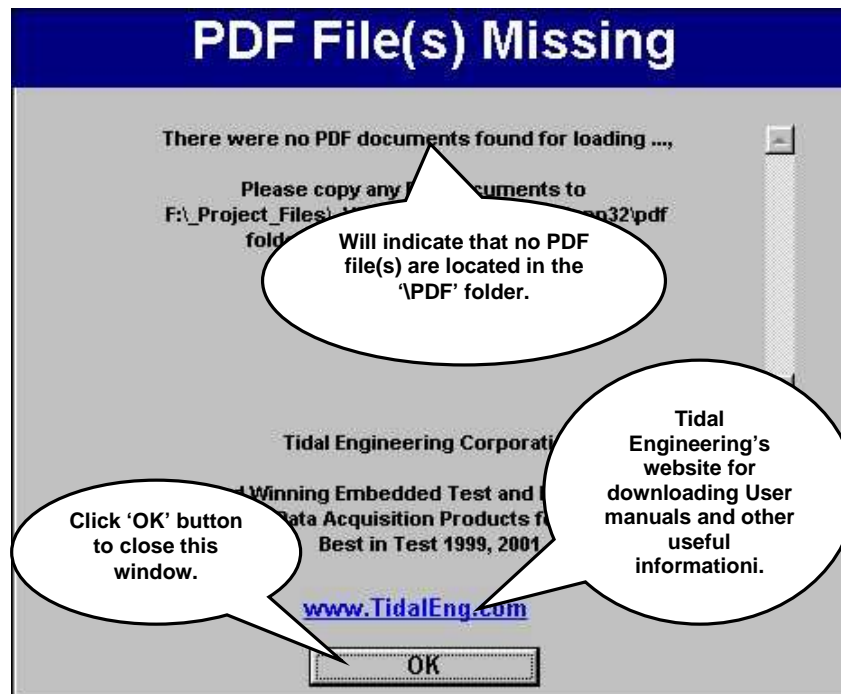 PDF File(s) Missing
There were no PDF documents found for loading ...,
Please copy any documents to
F:\_Project_Files\ pp32\pdf
Will indicate that no PDF
file(s) are located in the
‘\PDF’ folder.
Tidal Engineering
Winning Embedded Test and
Data Acquisition Products
Best in Test 1999, 2001
Tidal
Engineering’s
website for
downloading User
manuals and other
useful
informationi.
Click ‘OK’ button
to close this
window.
www.TidalEng.com
OK